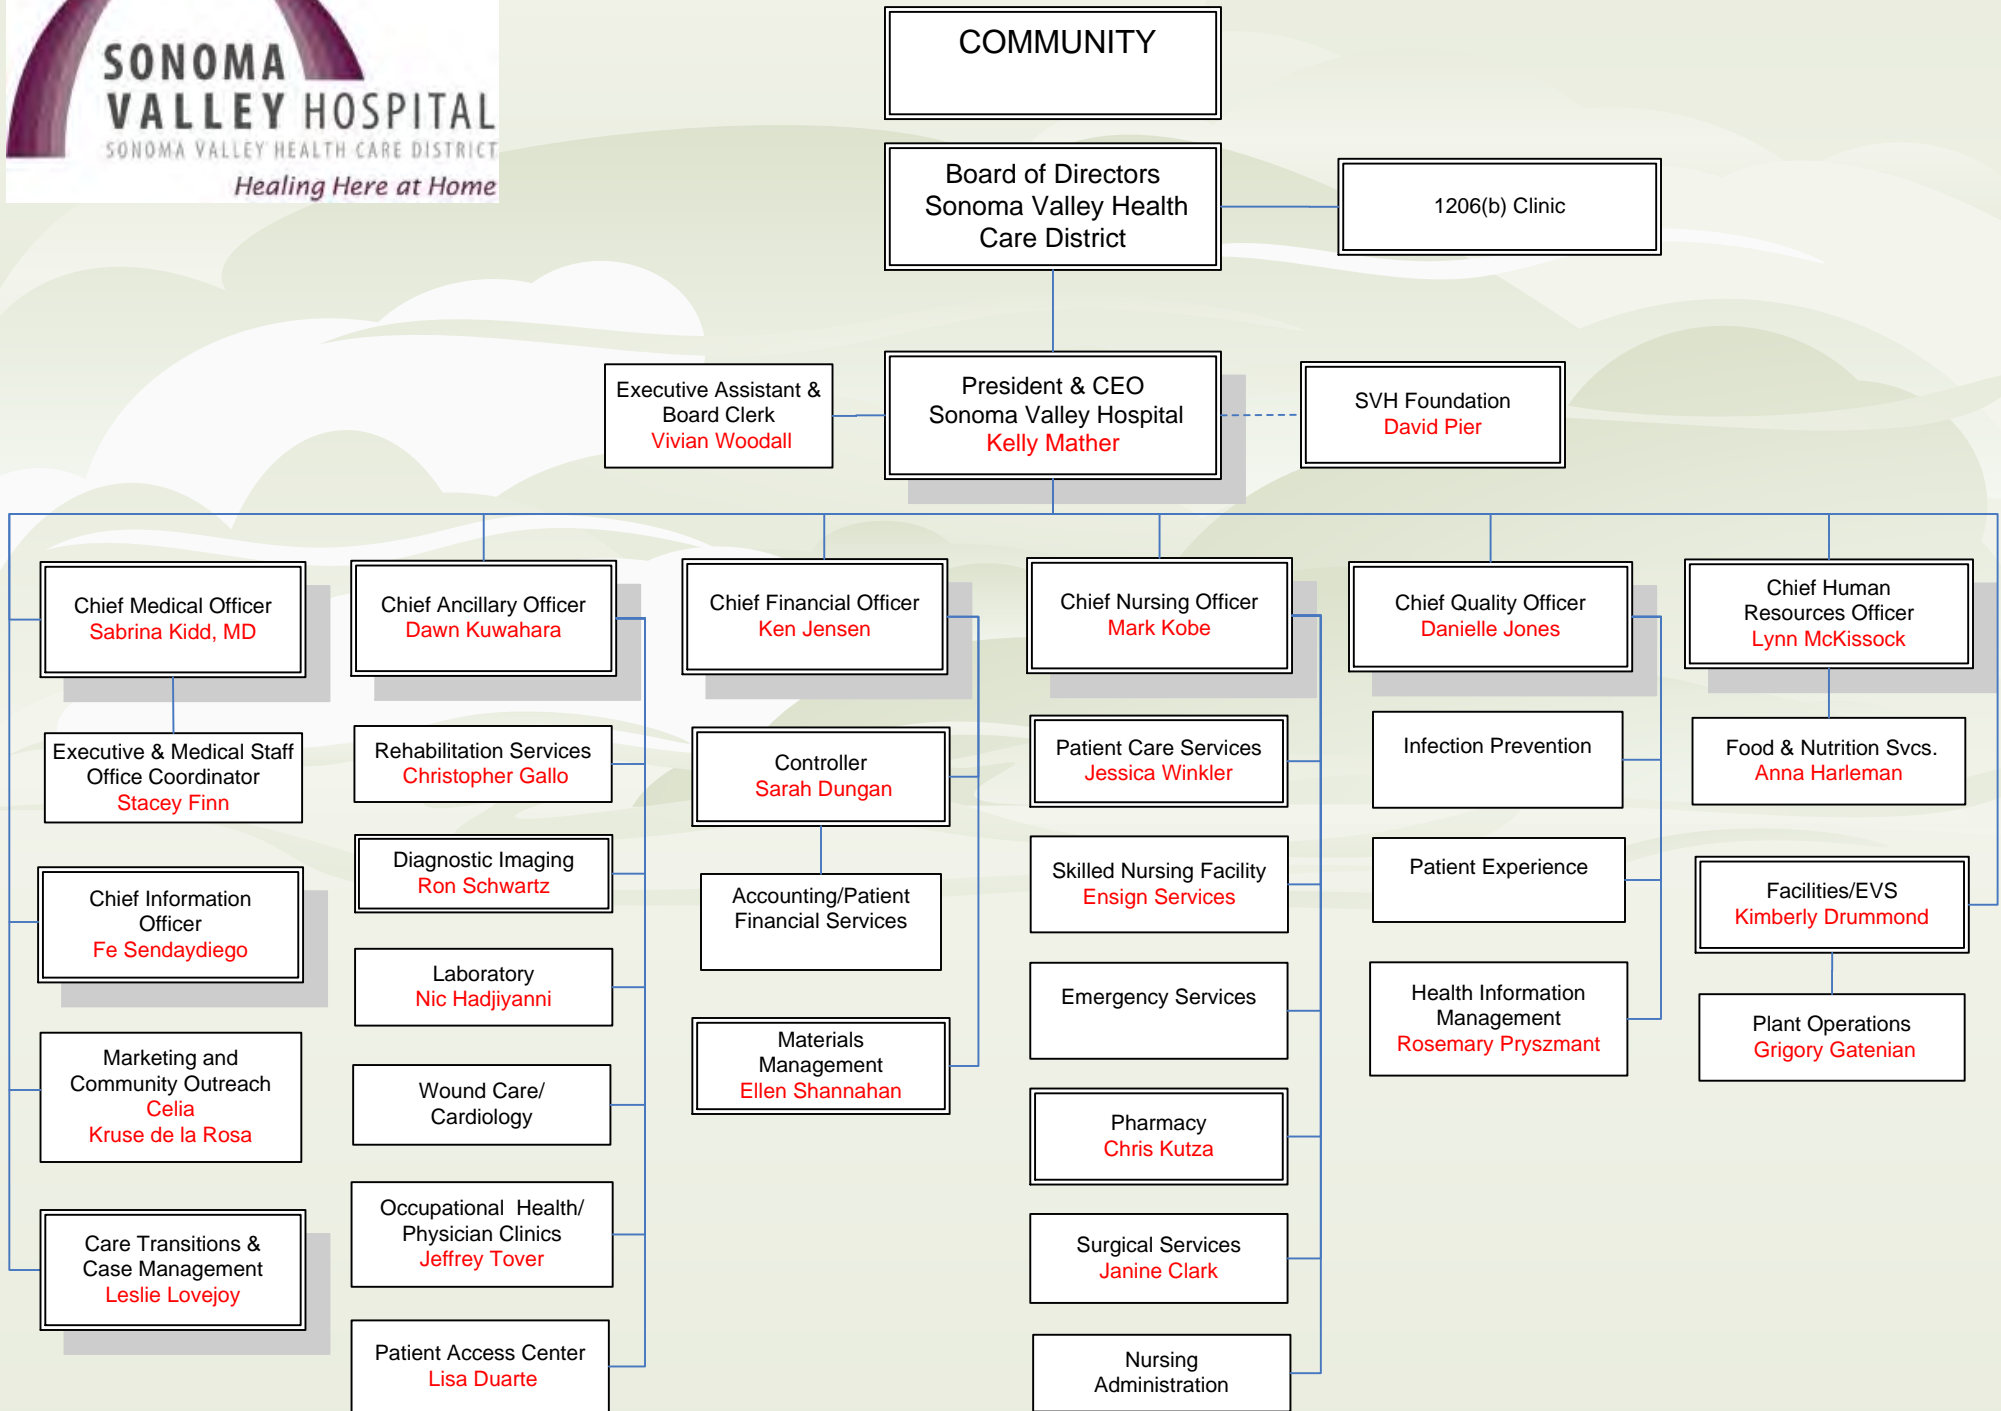 SONOMA
VALLEY HOSPITAL
SONOMA VALLEY HEALTH CARE DISTRICT
Healing Here at Home
COMMUNITY
Board of Directors
Sonoma Valley Health
Care District
1206(b) Clinic
Executive Assistant &
Board Clerk
Vivian Woodall
President & CEO
Sonoma Valley Hospital
Kelly Mather
SVH Foundation
David Pier
Chief Medical Officer
Sabrina Kidd, MD
Chief Ancillary Officer
Dawn Kuwahara
Chief Financial Officer
Ken Jensen
Chief Nursing Officer
Mark Kobe
Chief Quality Officer
Danielle Jones
Chief Human
Resources Officer
Lynn McKissock
Executive & Medical Staff
Office Coordinator
Stacey Finn
Chief Information
Officer
Fe Sendaydiego
Marketing and
Community Outreach
Celia
Kruse de la Rosa
Care Transitions &
Case Management
Leslie Lovejoy
Rehabilitation Services
Christopher Gallo
Diagnostic Imaging
Ron Schwartz
Laboratory
Nic Hadjiyanni
Wound Care/
Cardiology
Occupational  Health/
Physician Clinics
Jeffrey Tover
Patient Access Center
Lisa Duarte
Controller
Sarah Dungan
Accounting/Patient
Financial Services
Materials
Management
Ellen Shannahan
Patient Care Services
Jessica Winkler
Skilled Nursing Facility
Ensign Services
Emergency Services
Pharmacy
Chris Kutza
Surgical Services
Janine Clark
Nursing
Administration
Infection Prevention
Patient Experience
Health Information
Management
Rosemary Pryszmant
Food & Nutrition Svcs.
Anna Harleman
Facilities/EVS
Kimberly Drummond
Plant Operations
Grigory Gatenian